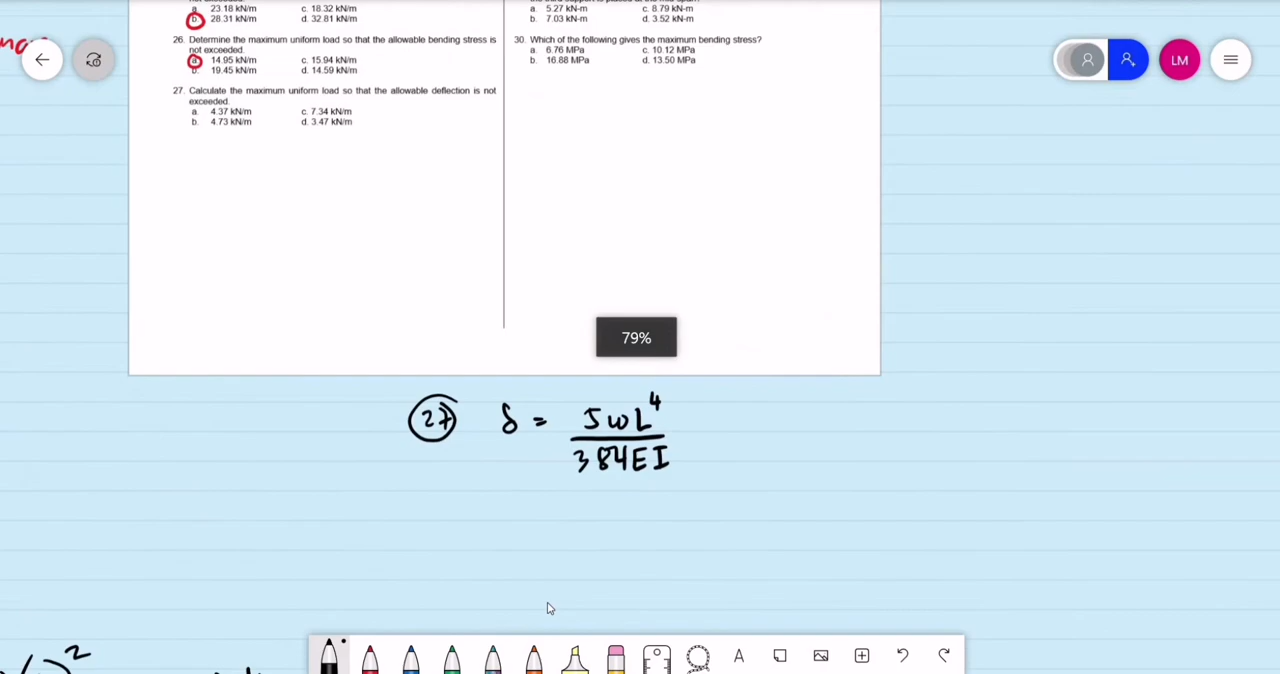 not exceeded.
a. 23.18 kN/m c. 18.32 kN/m
b. 28.31 kN/m d. 32.81 kN/m
26. Determine the maximum uniform load so that the allowable bending stress is
not exceeded.
a. 14.95 kN/m c. 15.94 kN/m
b. 19.45 kN/m d. 14.59 kN/m
27. Calculate the maximum uniform load so that the allowable deflection is not
exceeded.
a. 4.37 kN/m c. 7.34 kN/m
b. 4.73 kN/m d. 3.47 kN/m
a. 5.27 kN-m c. 8.79 kN-m
b. 7.03 kN-m d. 3.52 kN-m
30. Which of the following gives the maximum bending stress?
a. 6.76 MPa c. 10.12 MPa
b. 16.88 MPa d. 13.50 MPa
LM
79%
27 δ = 5wL⁴
384EI
2
A